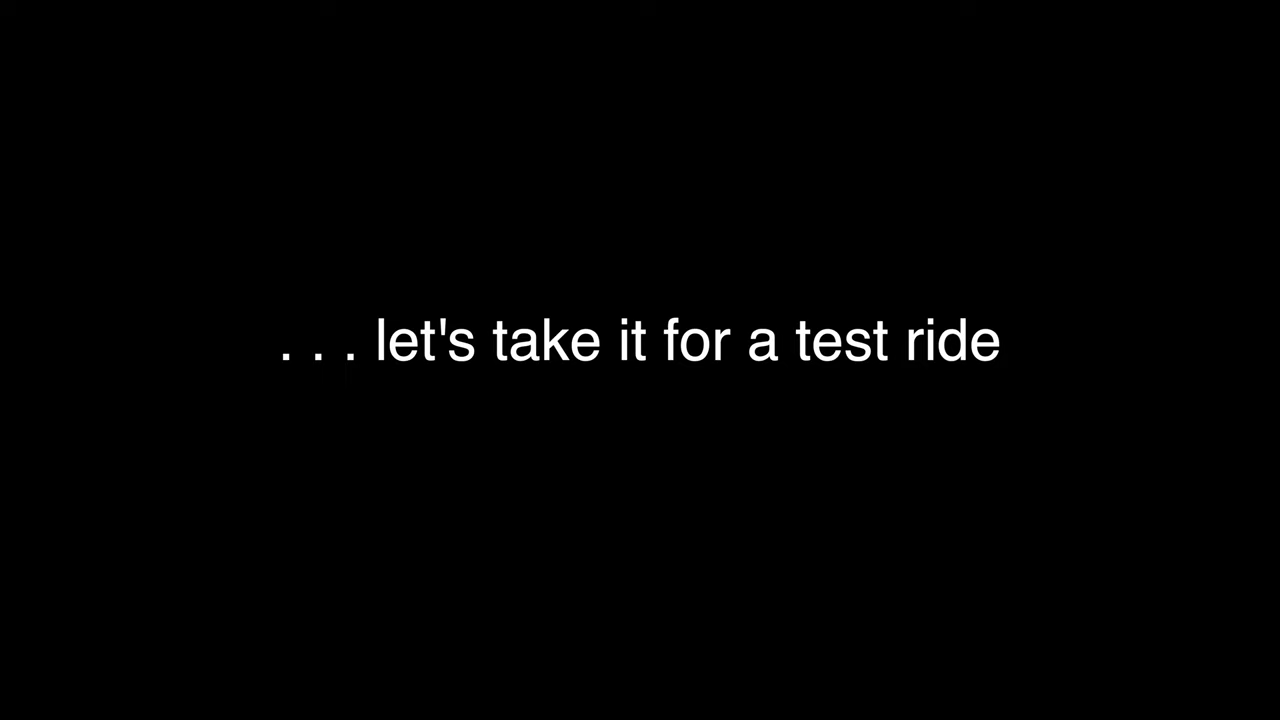 . . . let's take it for a test ride